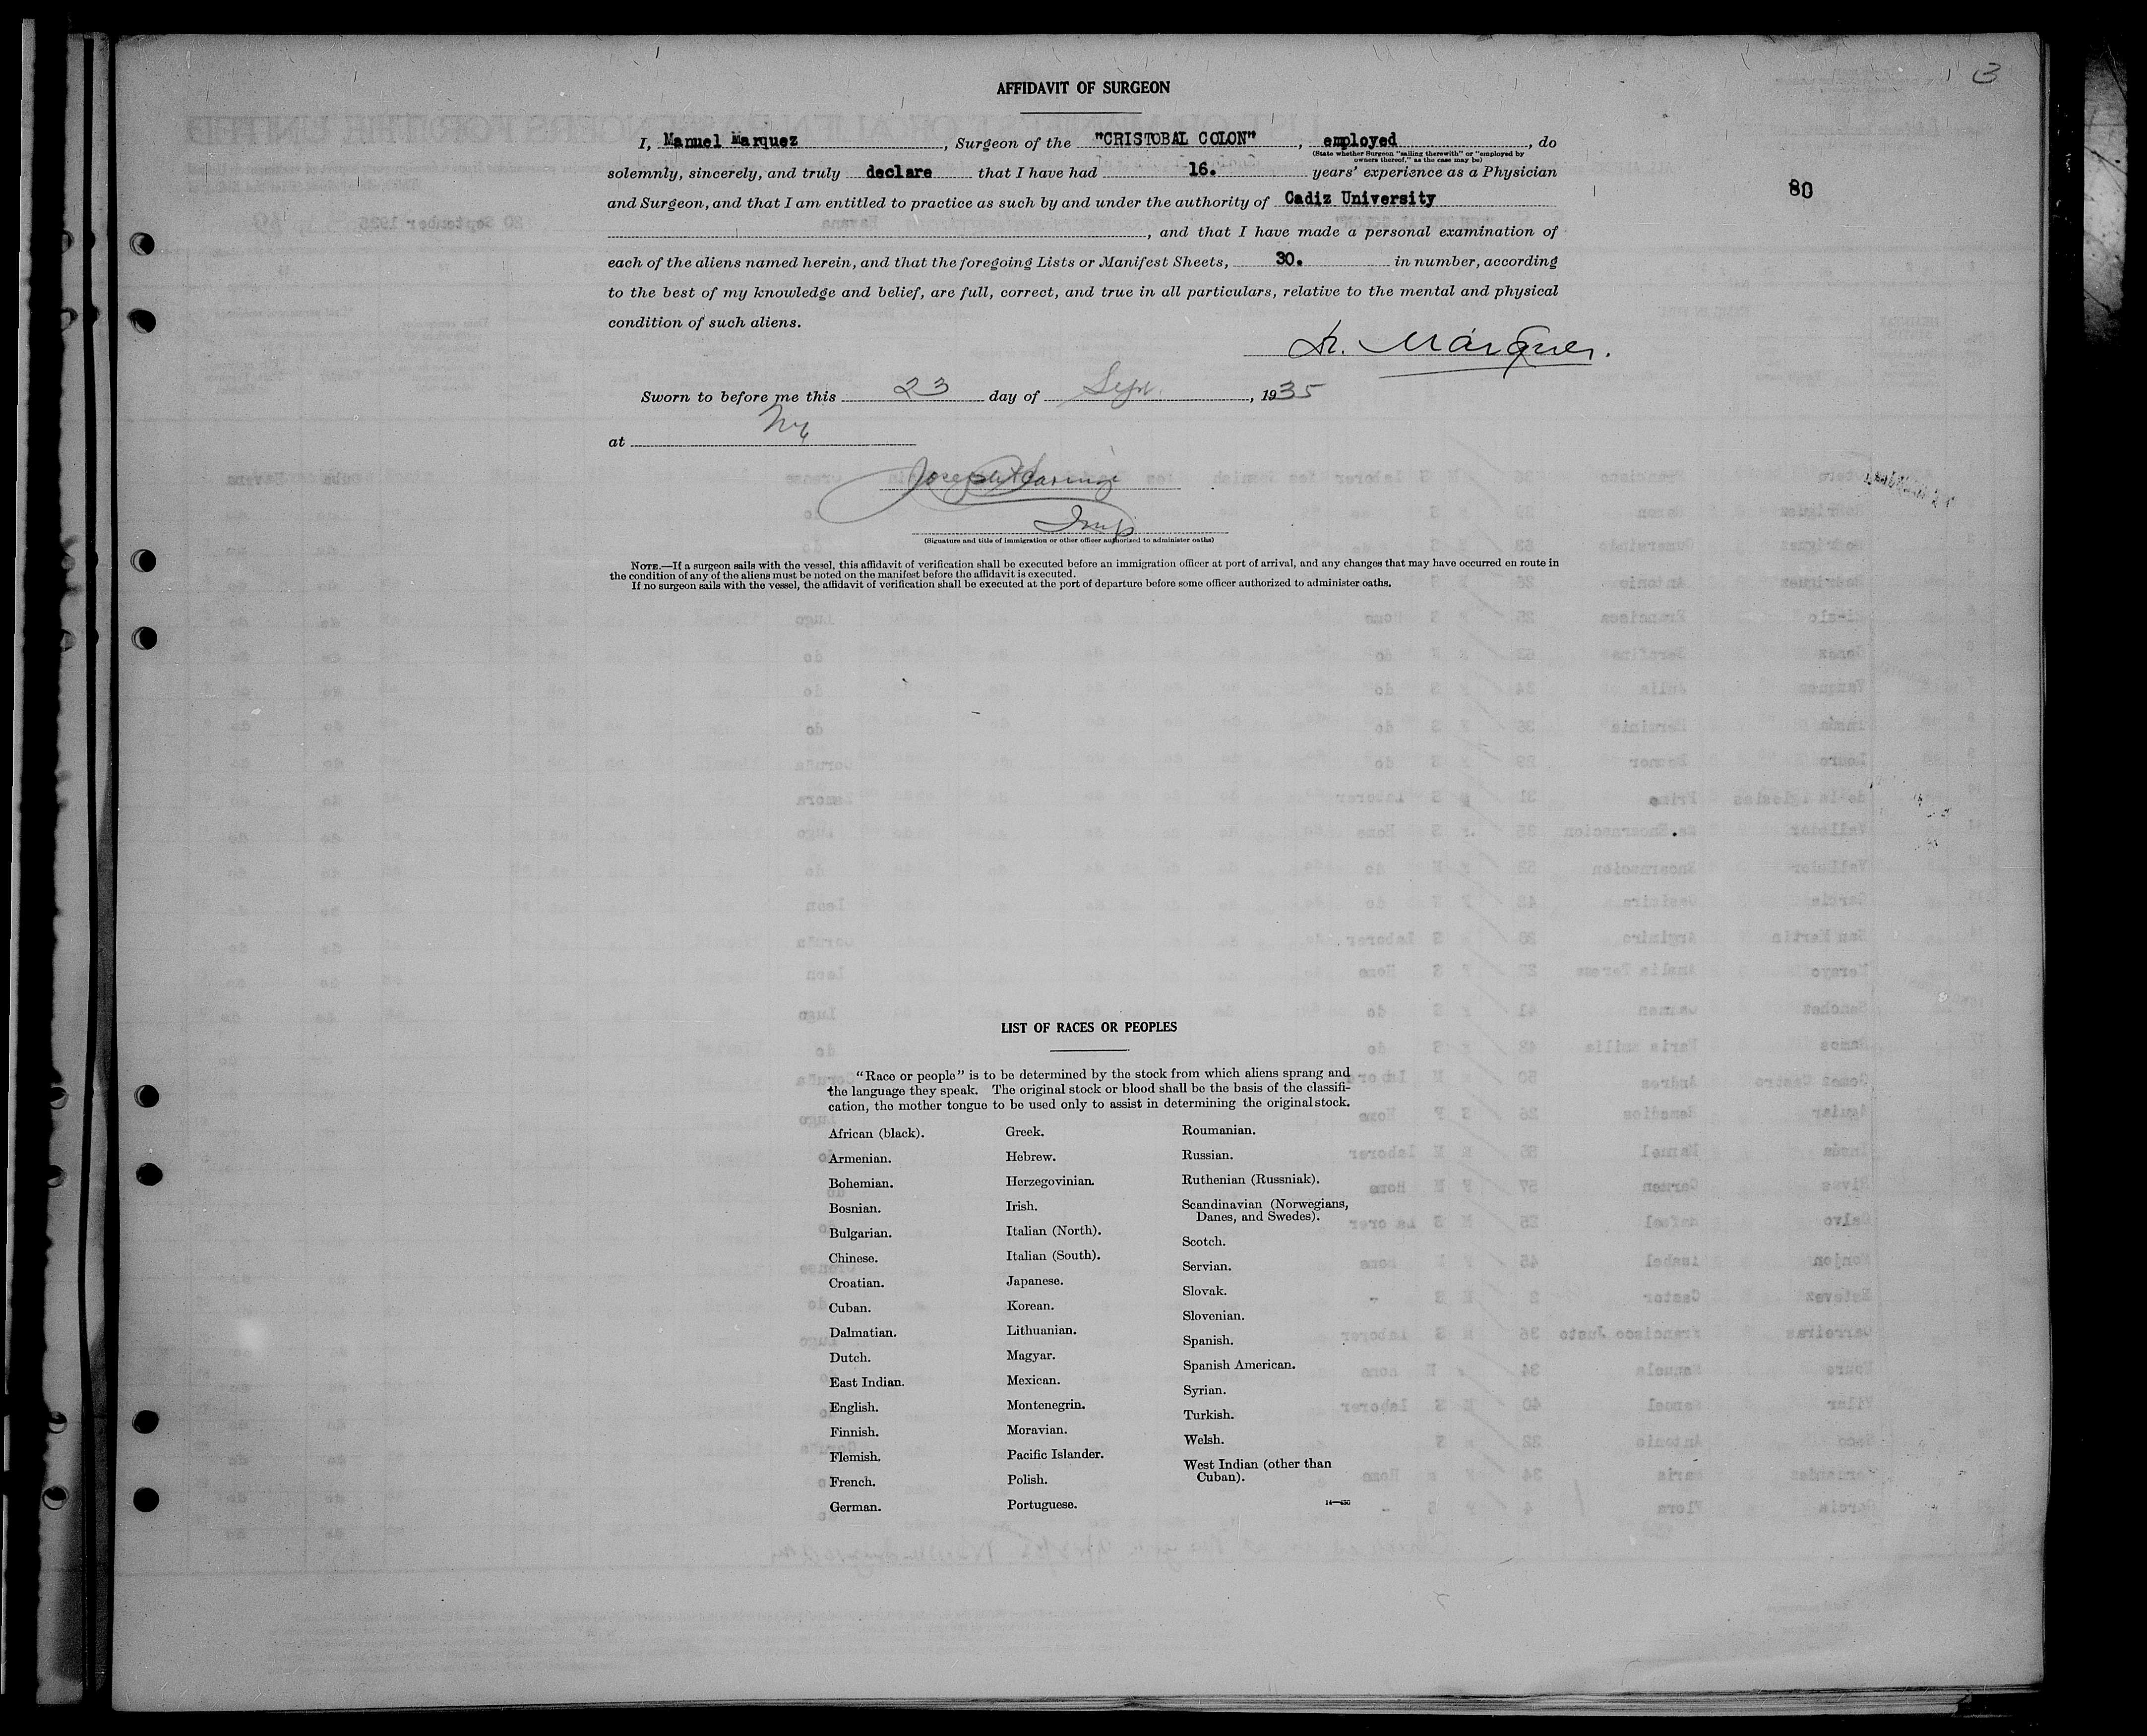 3
AFFIDAVIT OF SURGEON
I, Manuel Marquez, Surgeon of the "CRISTOBAL COLON", employed, do
(State whether Surgeon "sailing therewith" or "employed by
owners thereof," as the case may be)
solemnly, sincerely, and truly declare that I have had 16. years' experience as a Physician
80
and Surgeon, and that I am entitled to practice as such by and under the authority of Cadiz University
, and that I have made a personal examination of
each of the aliens named herein, and that the foregoing Lists or Manifest Sheets, 30. in number, according
to the best of my knowledge and belief, are full, correct, and true in all particulars, relative to the mental and physical
condition of such aliens.
Marquez.
Sworn to before me this 23 day of Sept., 1935
at NY
Joseph
Insp
(Signature and title of immigration or other officer authorized to administer oaths)
NOTE.—If a surgeon sails with the vessel, this affidavit of verification shall be executed before an immigration officer at port of arrival, and any changes that may have occurred en route in
the condition of any of the aliens must be noted on the manifest before the affidavit is executed.
If no surgeon sails with the vessel, the affidavit of verification shall be executed at the port of departure before some officer authorized to administer oaths.
LIST OF RACES OR PEOPLES
"Race or people" is to be determined by the stock from which aliens sprang and
the language they speak. The original stock or blood shall be the basis of the classifi-
cation, the mother tongue to be used only to assist in determining the original stock.
African (black).
Armenian.
Bohemian.
Bosnian.
Bulgarian.
Chinese.
Croatian.
Cuban.
Dalmatian.
Dutch.
East Indian.
English.
Finnish.
Flemish.
French.
German.
Greek.
Hebrew.
Herzegovinian.
Irish.
Italian (North).
Italian (South).
Japanese.
Korean.
Lithuanian.
Magyar.
Mexican.
Montenegrin.
Moravian.
Pacific Islander.
Polish.
Portuguese.
Roumanian.
Russian.
Ruthenian (Russniak).
Scandinavian (Norwegians,
Danes, and Swedes).
Scotch.
Servian.
Slovak.
Slovenian.
Spanish.
Spanish American.
Syrian.
Turkish.
Welsh.
West Indian (other than
Cuban).
14—430